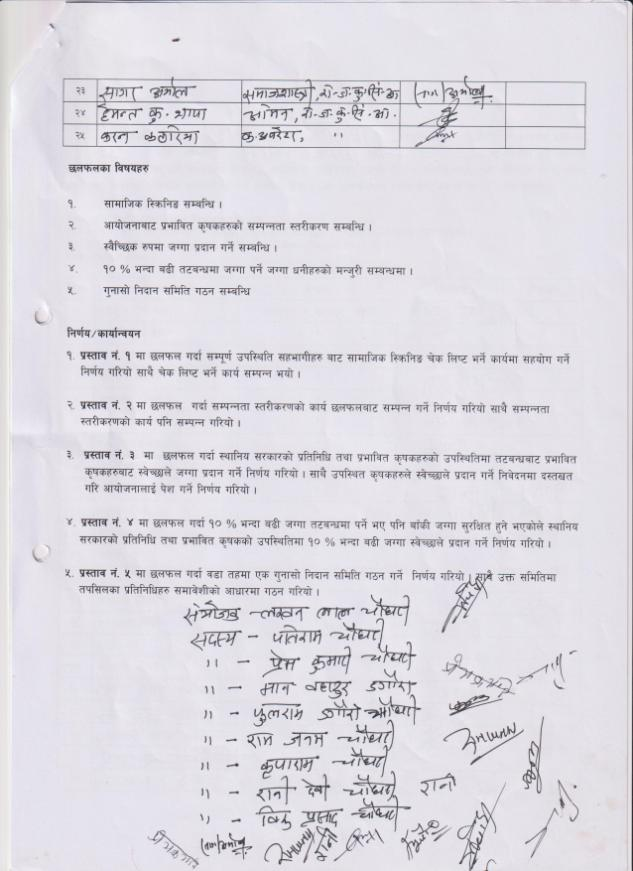 २३ सागर अर्याल समाजशास्त्री, रा.ज.कु.सिं.आ
२४ हेमन्त कु. थापा अमिन, रा.ज.कु.सिं.आ.
२५ करन कठरिया क.अवरेया, "
छलफलका विषयहरु
१. सामाजिक स्क्रिनिङ सम्बन्धि ।
२. आयोजनाबाट प्रभावित कृषकहरुको सम्पन्नता स्तरीकरण सम्बन्धि ।
३. स्वैच्छिक रुपमा जग्गा प्रदान गर्ने सम्बन्धि ।
४. १० % भन्दा बढी तटबन्धमा जग्गा पर्ने जग्गा धनीहरुको मन्जुरी सम्बन्धमा ।
५. गुनासो निदान समिति गठन सम्बन्धि
निर्णय/कार्यान्वयन
१. प्रस्ताव नं. १ मा छलफल गर्दा सम्पूर्ण उपस्थिति सहभागीहरु बाट सामाजिक स्क्रिनिङ चेक लिष्ट भर्ने कार्यमा सहयोग गर्ने
निर्णय गरियो साथै चेक लिष्ट भर्ने कार्य सम्पन्न भयो ।
२. प्रस्ताव नं. २ मा छलफल गर्दा सम्पन्नता स्तरीकरणको कार्य छलफलबाट सम्पन्न गर्ने निर्णय गरियो साथै सम्पन्नता
स्तरीकरणको कार्य पनि सम्पन्न गरियो ।
३. प्रस्ताव नं. ३ मा छलफल गर्दा स्थानिय सरकारको प्रतिनिधि तथा प्रभावित कृषकहरुको उपस्थितिमा तटबन्धबाट प्रभावित
कृषकहरुबाट स्वेच्छाले जग्गा प्रदान गर्ने निर्णय गरियो । साथै उपस्थित कृषकहरुले स्वेच्छाले प्रदान गर्ने निवेदनमा दस्तखत
गरि आयोजनालाई पेश गर्ने निर्णय गरियो ।
४. प्रस्ताव नं. ४ मा छलफल गर्दा १० % भन्दा बढी जग्गा तटबन्धमा पर्ने भए पनि बाँकी जग्गा सुरक्षित हुने भएकोले स्थानिय
सरकारको प्रतिनिधि तथा प्रभावित कृषकको उपस्थितिमा १० % भन्दा बढी जग्गा स्वेच्छाले प्रदान गर्ने निर्णय गरियो ।
५. प्रस्ताव नं. ५ मा छलफल गर्दा वडा तहमा एक गुनासो निदान समिति गठन गर्ने निर्णय गरियो । साथै उक्त समितिमा
तपसिलका प्रतिनिधिहरु समावेशीको आधारमा गठन गरियो ।
संयोजक - लखन लाल चौधरी
सदस्य - पतिराम चौधरी
" - प्रेम कुमारी चौधरी
" - मान बहादुर डगौरा
" - फुलराम डगौरा चौधरी
" - राम जनम चौधरी
" - कृपाराम चौधरी
" - रानी देवी चौधरी रानी
" - विष्णु प्रसाद चौधरी